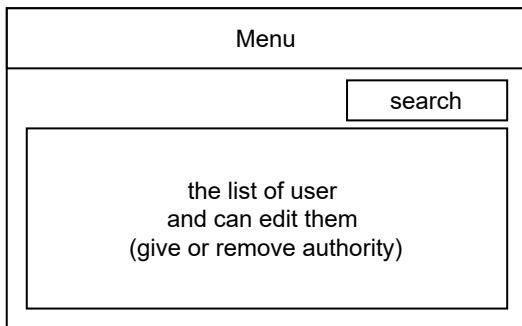 Menu
search
the list of user
and can edit them
(give or remove authority)